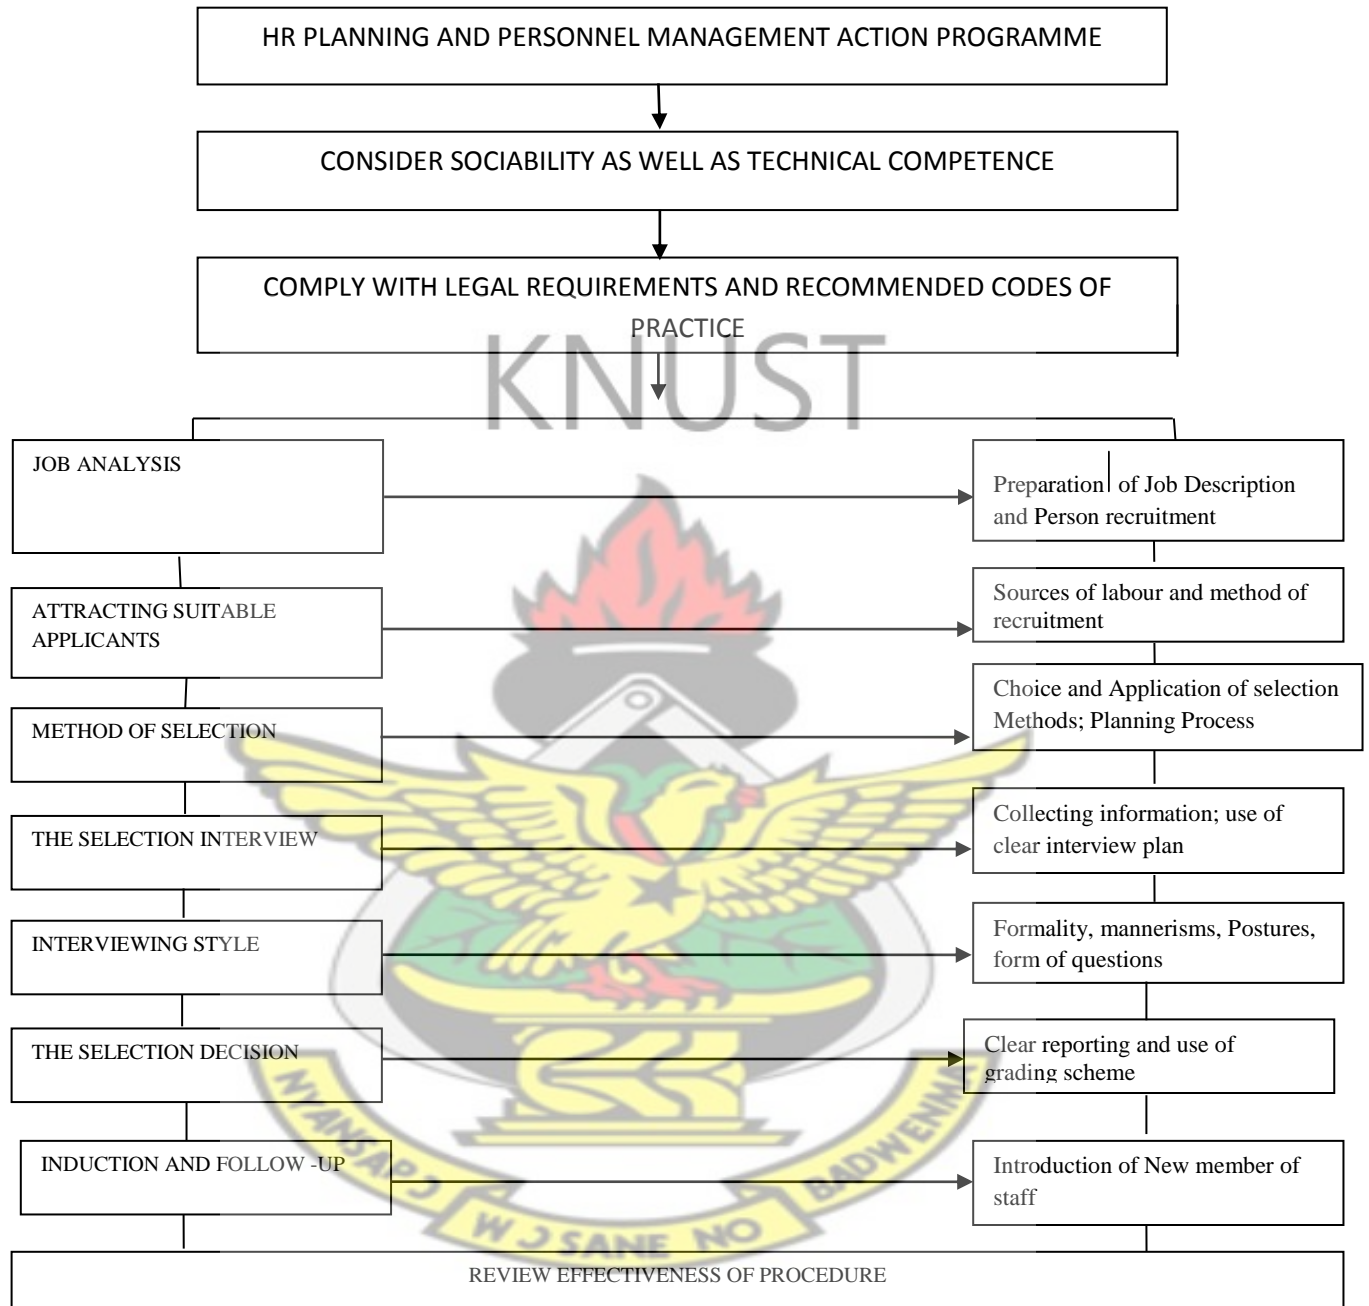 HR PLANNING AND PERSONNEL MANAGEMENT ACTION PROGRAMME
CONSIDER SOCIABILITY AS WELL AS TECHNICAL COMPETENCE
COMPLY WITH LEGAL REQUIREMENTS AND RECOMMENDED CODES OF
PRACTICE
KNUST
JOB ANALYSIS
Preparation of Job Description
and Person recruitment
ATTRACTING SUITABLE
APPLICANTS
Sources of labour and method of
recruitment
METHOD OF SELECTION
Choice and Application of selection
Methods; Planning Process
THE SELECTION INTERVIEW
Collecting information; use of
clear interview plan
INTERVIEWING STYLE
Formality, mannerisms, Postures,
form of questions
THE SELECTION DECISION
Clear reporting and use of
grading scheme
INDUCTION AND FOLLOW -UP
Introduction of New member of
staff
NYANSAPƆ WƆSANE NO BADWENMA
REVIEW EFFECTIVENESS OF PROCEDURE